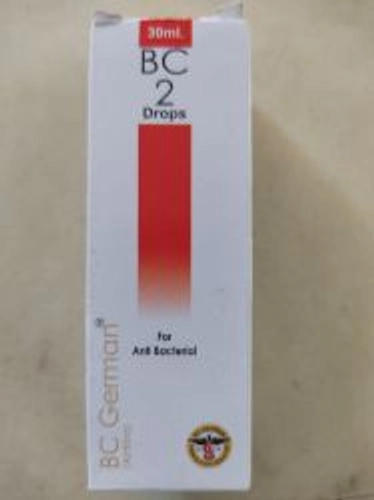 30ml.
BC
2
Drops
For
Anti Bacterial
BC German®